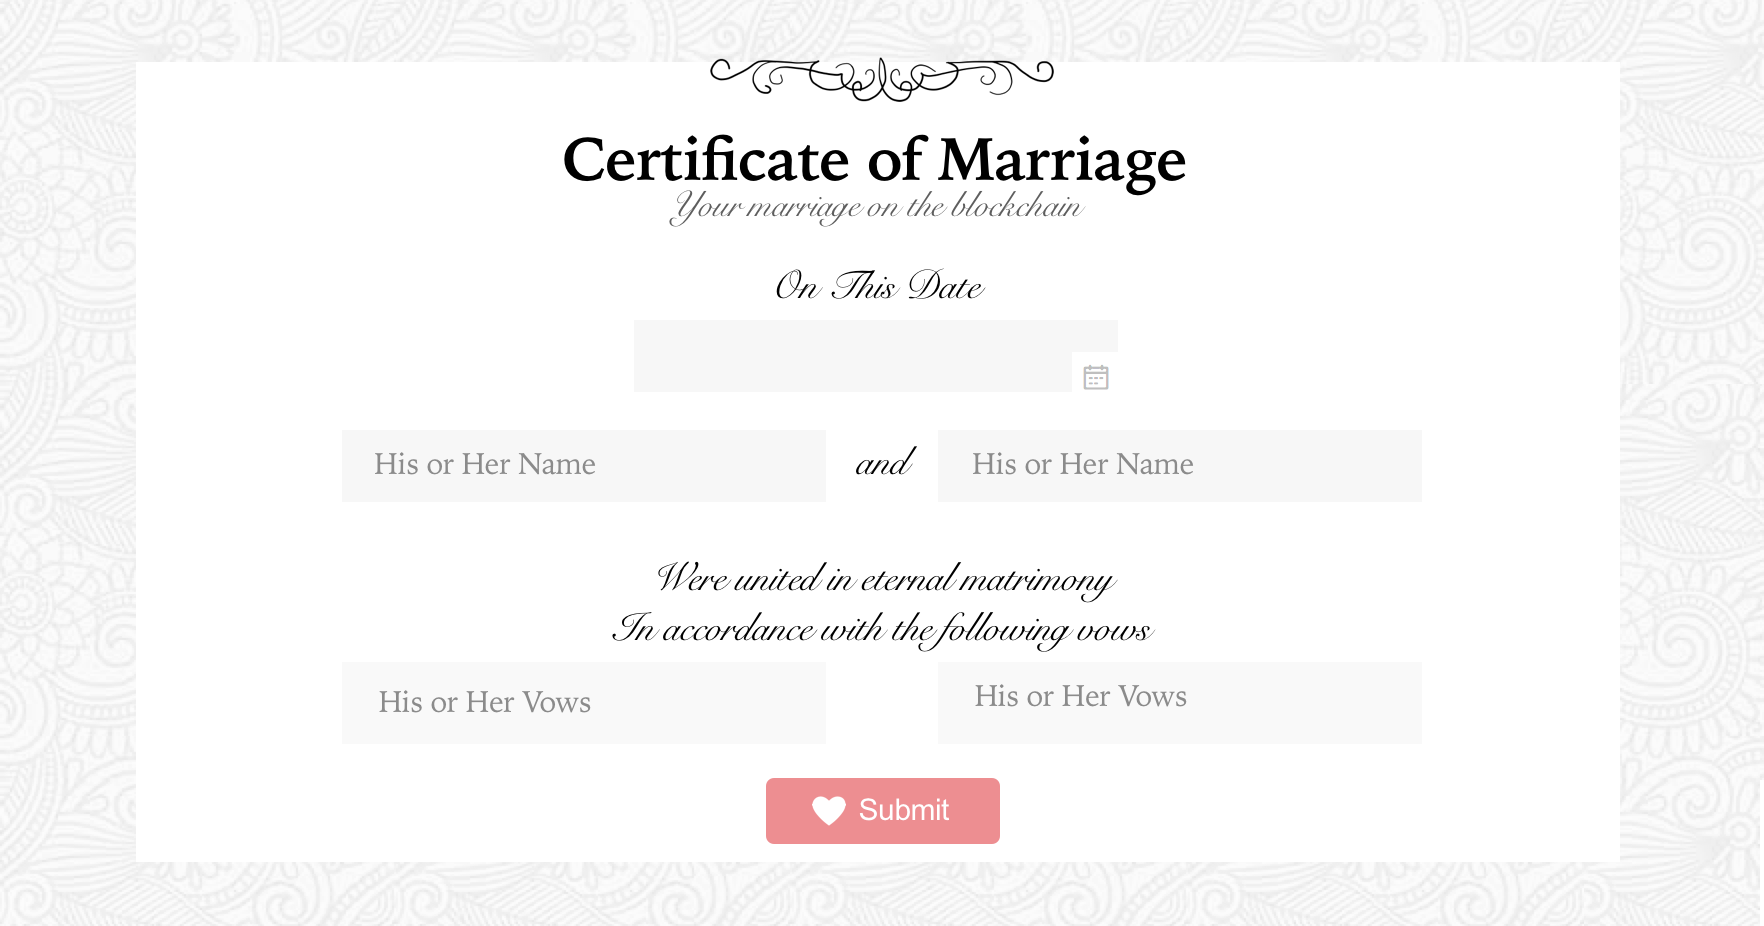 Certificate of Marriage
Your marriage on the blockchain
On This Date
His or Her Name and His or Her Name
Were united in eternal matrimony
In accordance with the following vows
His or Her Vows His or Her Vows
Submit